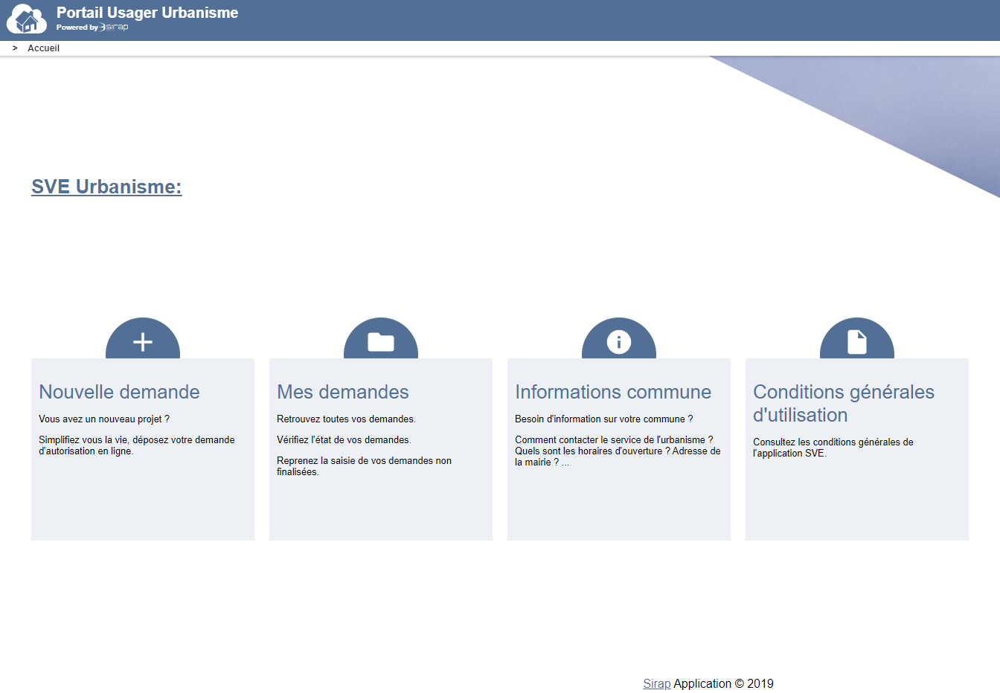 Portail Usager Urbanisme
Powered by sirap
> Accueil
SVE Urbanisme:
Nouvelle demande
Vous avez un nouveau projet ?
Simplifiez vous la vie, déposez votre demande
d'autorisation en ligne.
Mes demandes
Retrouvez toutes vos demandes.
Vérifiez l'état de vos demandes.
Reprenez la saisie de vos demandes non
finalisées.
Informations commune
Besoin d'information sur votre commune ?
Comment contacter le service de l'urbanisme ?
Quels sont les horaires d'ouverture ? Adresse de
la mairie ? ...
Conditions générales
d'utilisation
Consultez les conditions générales de
l'application SVE.
Sirap Application © 2019